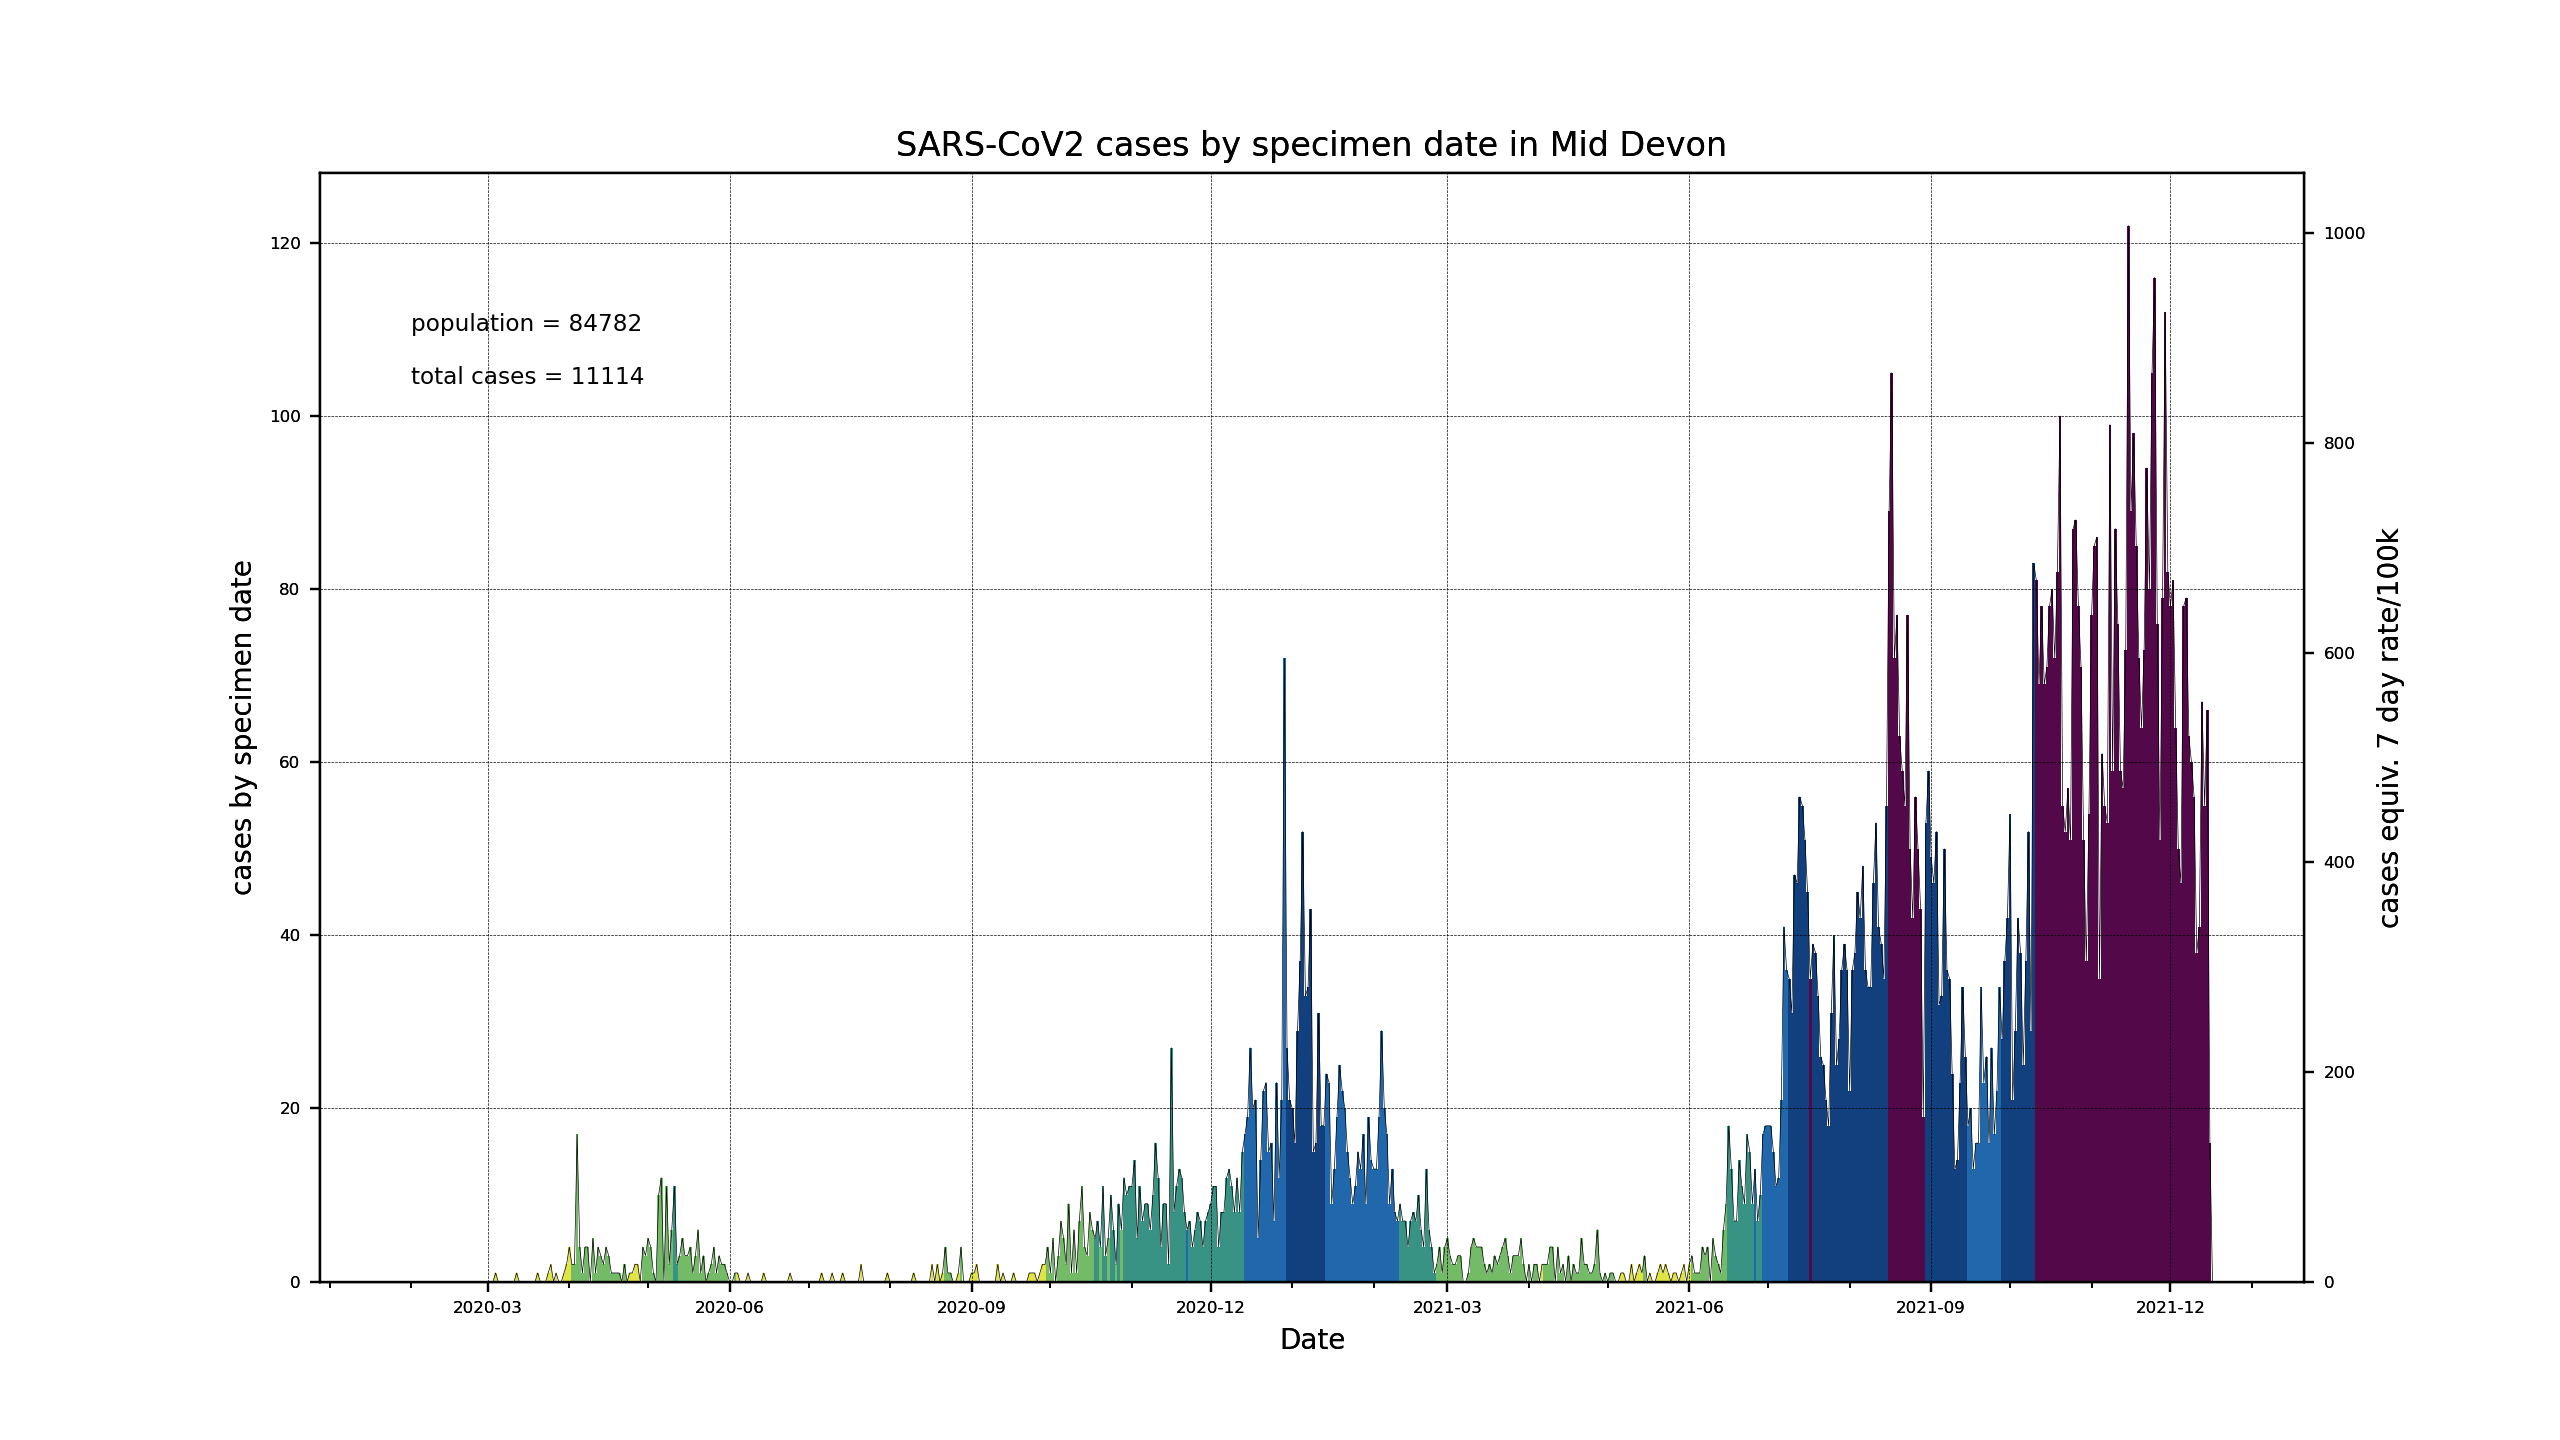 SARS-CoV2 cases by specimen date in Mid Devon
population = 84782
total cases = 11114
cases by specimen date
120
100
80
60
40
20
0
1000
800
600
400
200
0
cases equiv. 7 day rate/100k
2020-03 2020-06 2020-09 2020-12 2021-03 2021-06 2021-09 2021-12
Date